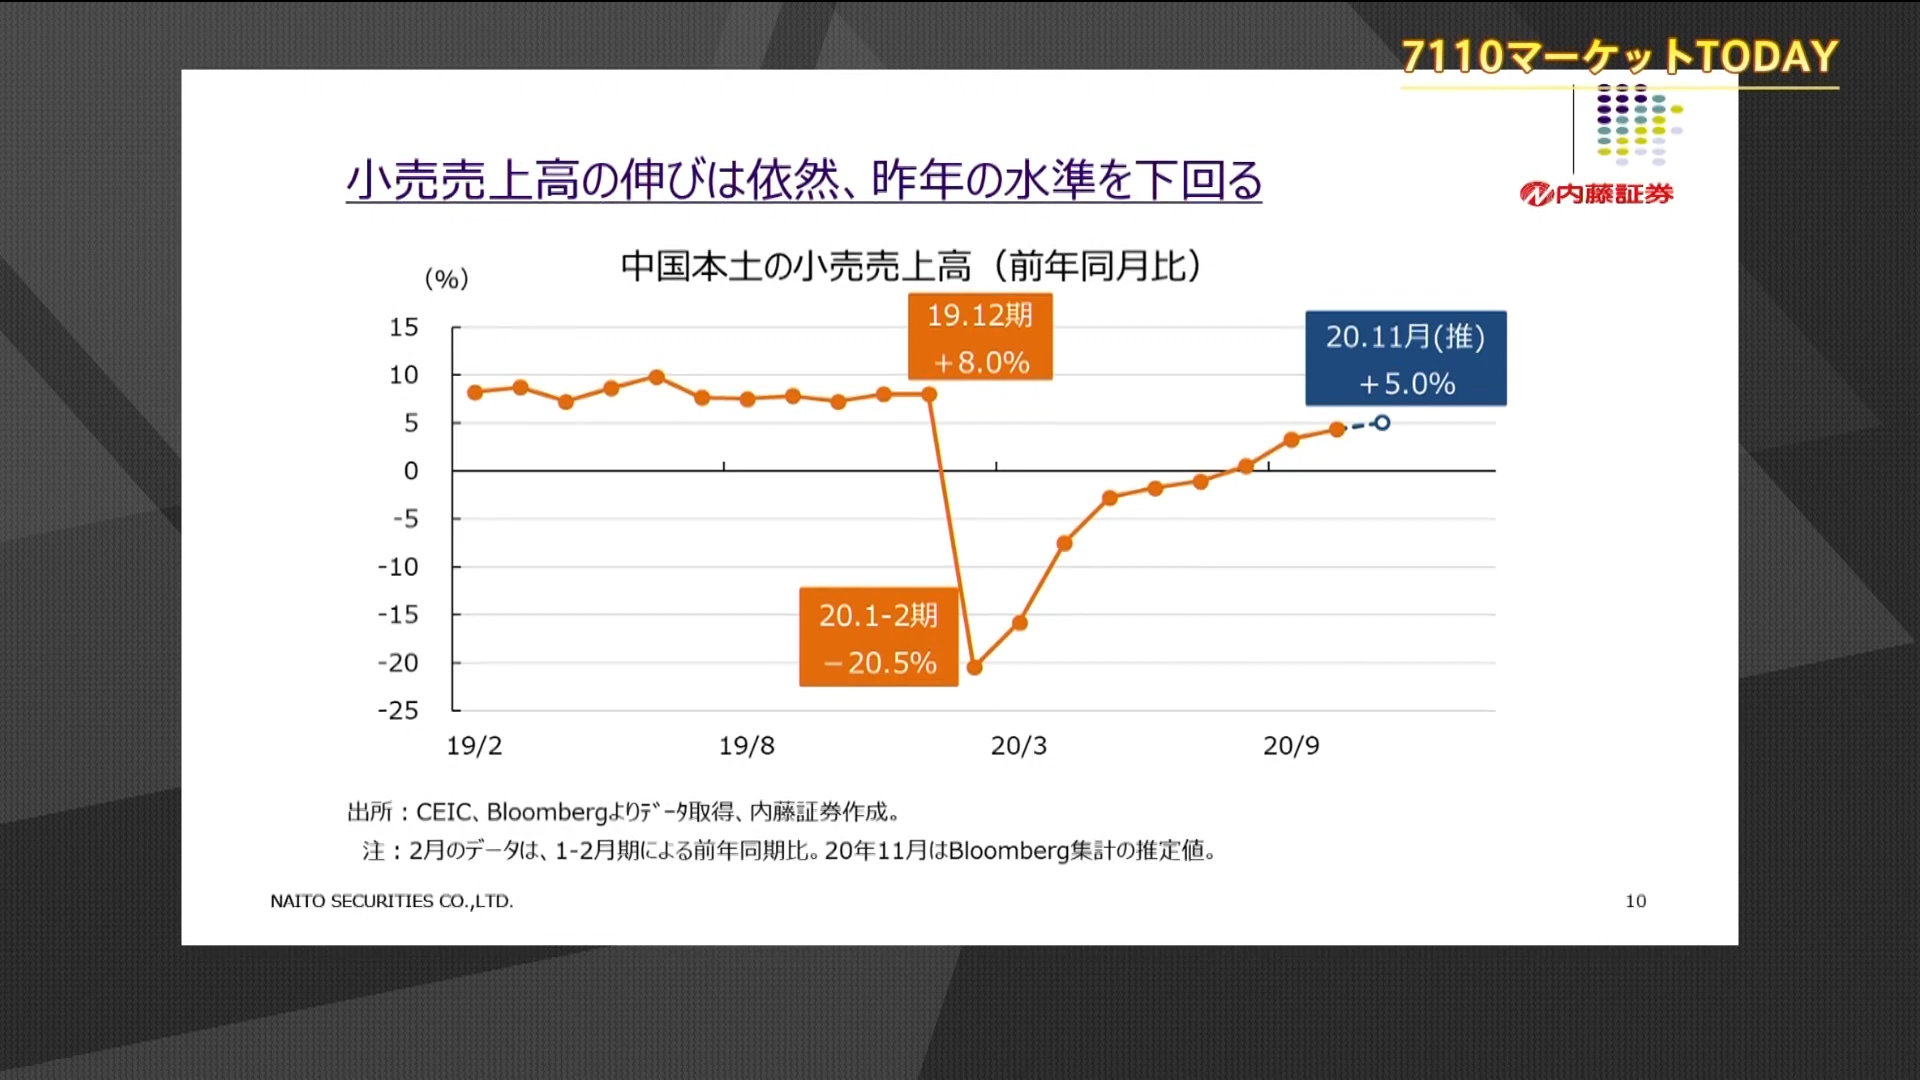 7110マーケットTODAY
内藤証券
小売売上高の伸びは依然、昨年の水準を下回る
中国本土の小売売上高（前年同月比）
（%）
19.12期
＋8.0%
20.11月(推)
＋5.0%
15
10
5
0
-5
-10
-15
-20
-25
20.1-2期
－20.5%
19/2
19/8
20/3
20/9
出所：CEIC、Bloombergよりﾃﾞｰﾀ取得、内藤証券作成。
注：2月のデータは、1-2月期による前年同期比。20年11月はBloomberg集計の推定値。
NAITO SECURITIES CO.,LTD.
10